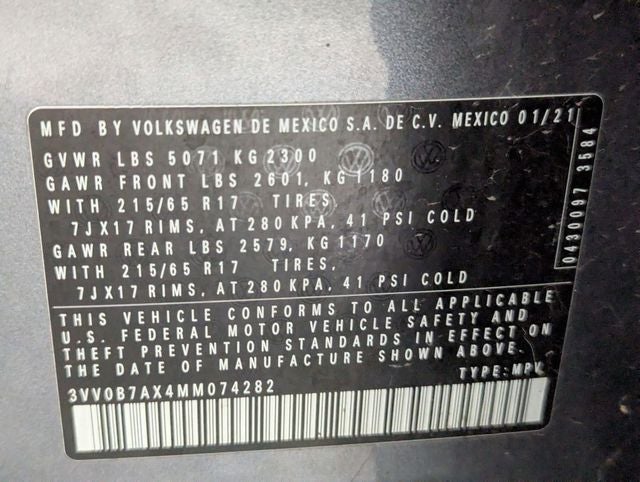 MFD BY VOLKSWAGEN DE MEXICO S.A. DE C.V. MEXICO 01/21
GVWR LBS 5071 KG 2300
GAWR FRONT LBS 2601, KG 1180
WITH 215/65 R17 TIRES,
7JX17 RIMS, AT 280 KPA, 41 PSI COLD
GAWR REAR LBS 2579, KG 1170
WITH 215/65 R17 TIRES,
7JX17 RIMS, AT 280 KPA, 41 PSI COLD
THIS VEHICLE CONFORMS TO ALL APPLICABLE
U.S. FEDERAL MOTOR VEHICLE SAFETY AND
THEFT PREVENTION STANDARDS IN EFFECT ON
THE DATE OF MANUFACTURE SHOWN ABOVE.
TYPE: MPV
3VV0B7AX4MM074282
0430097 3584